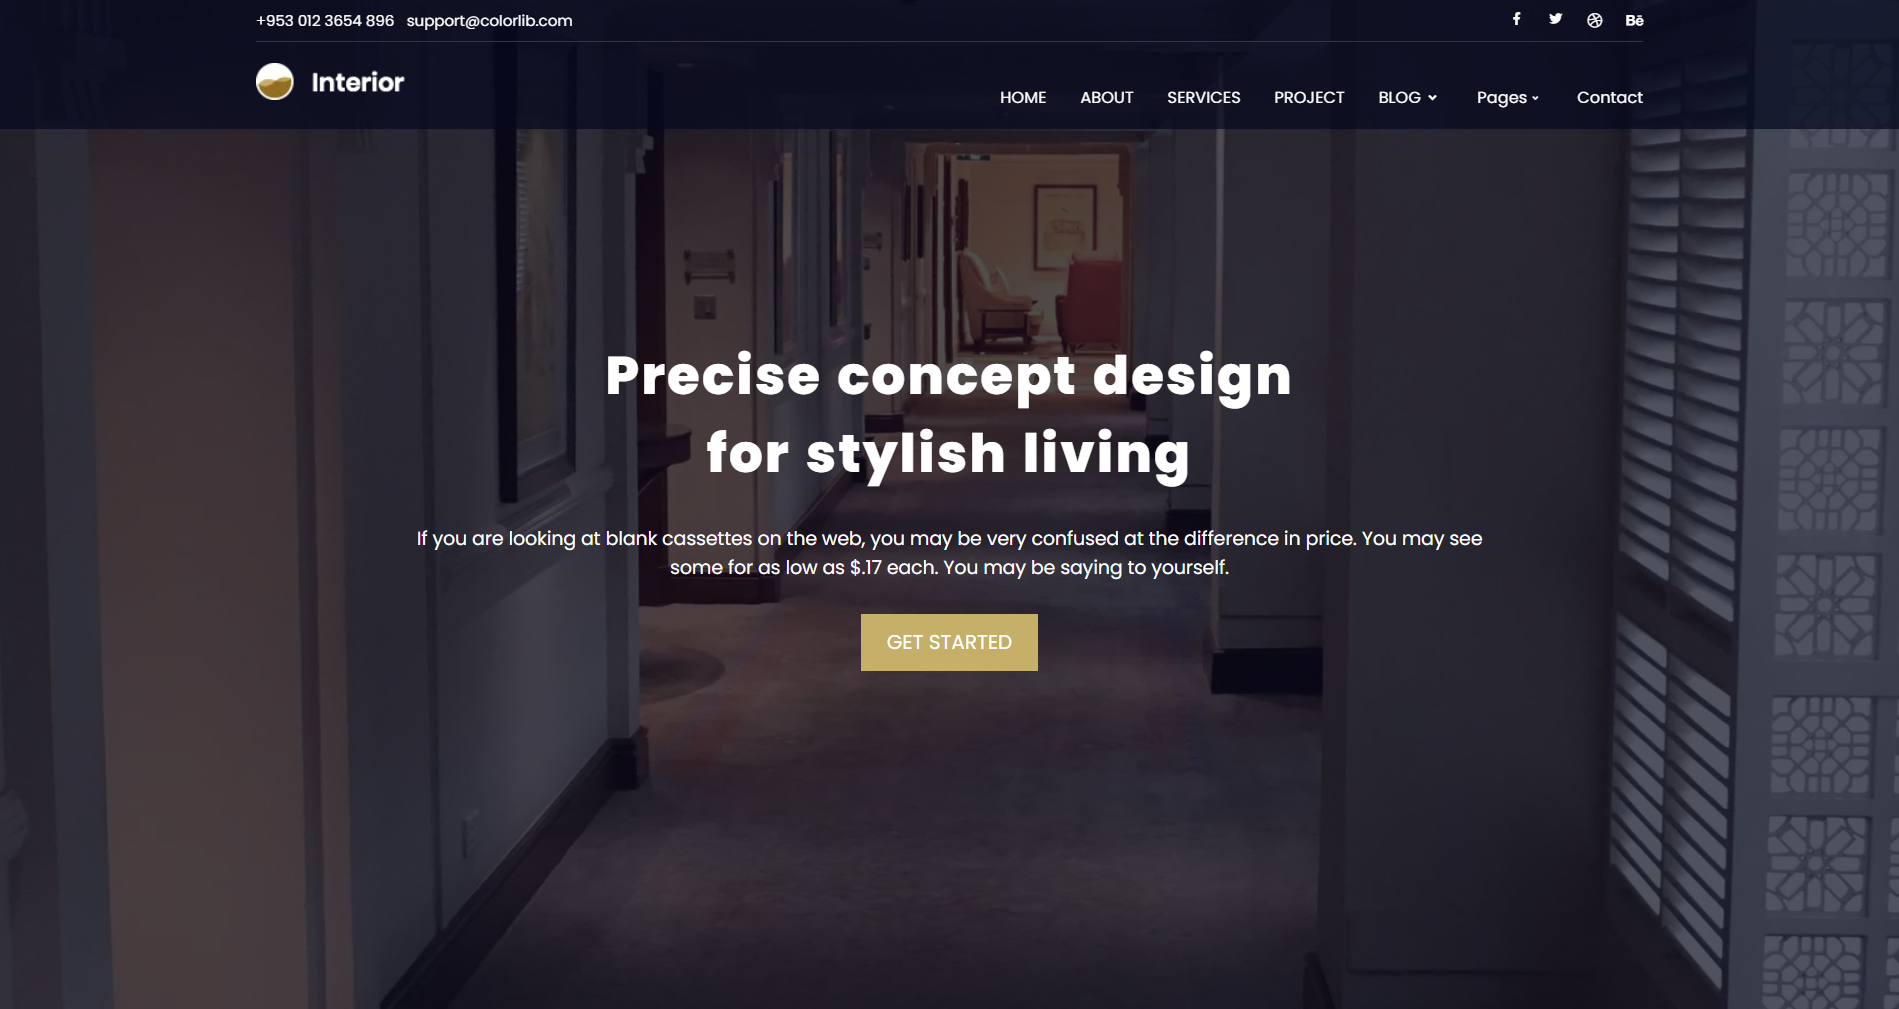 +953 012 3654 896 support@colorlib.com
Bē
Interior
HOME ABOUT SERVICES PROJECT BLOG Pages Contact
Precise concept design
for stylish living
If you are looking at blank cassettes on the web, you may be very confused at the difference in price. You may see
some for as low as $.17 each. You may be saying to yourself.
GET STARTED